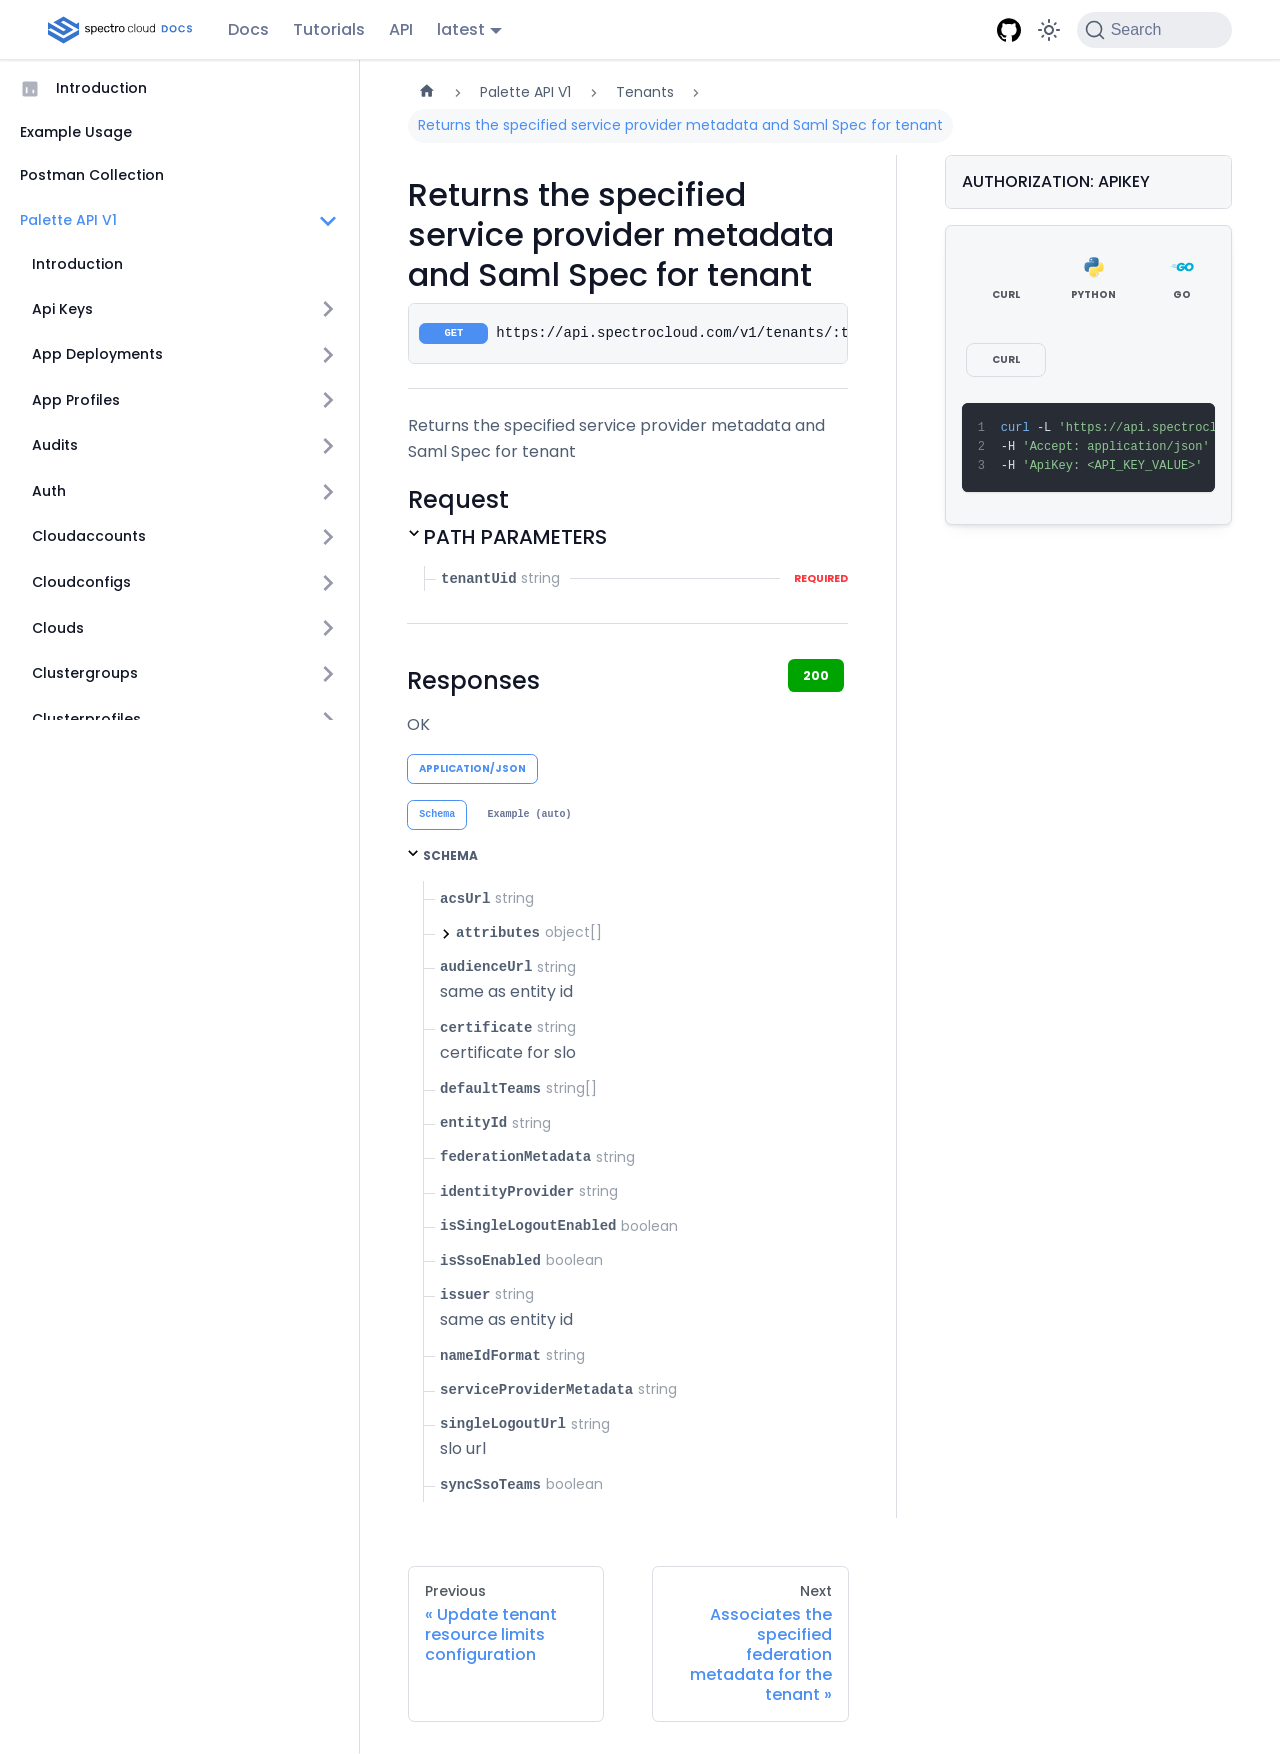 spectro cloud DOCS
Docs
Tutorials
API
latest
Search
Introduction
Example Usage
Postman Collection
Palette API V1
Introduction
Api Keys
App Deployments
App Profiles
Audits
Auth
Cloudaccounts
Cloudconfigs
Clouds
Clustergroups
Clusterprofiles
Palette API V1
Tenants
Returns the specified service provider metadata and Saml Spec for tenant
Returns the specified
service provider metadata
and Saml Spec for tenant
GET https://api.spectrocloud.com/v1/tenants/:t
Returns the specified service provider metadata and
Saml Spec for tenant
Request
PATH PARAMETERS
tenantUid string REQUIRED
Responses
200
OK
APPLICATION/JSON
Schema
Example (auto)
SCHEMA
acsUrl string
attributes object[]
audienceUrl string
same as entity id
certificate string
certificate for slo
defaultTeams string[]
entityId string
federationMetadata string
identityProvider string
isSingleLogoutEnabled boolean
isSsoEnabled boolean
issuer string
same as entity id
nameIdFormat string
serviceProviderMetadata string
singleLogoutUrl string
slo url
syncSsoTeams boolean
AUTHORIZATION: APIKEY
CURL
PYTHON
GO
GO
CURL
1 curl -L 'https://api.spectrocl
2 -H 'Accept: application/json'
3 -H 'ApiKey: <API_KEY_VALUE>'
Previous
« Update tenant
resource limits
configuration
Next
Associates the
specified
federation
metadata for the
tenant »